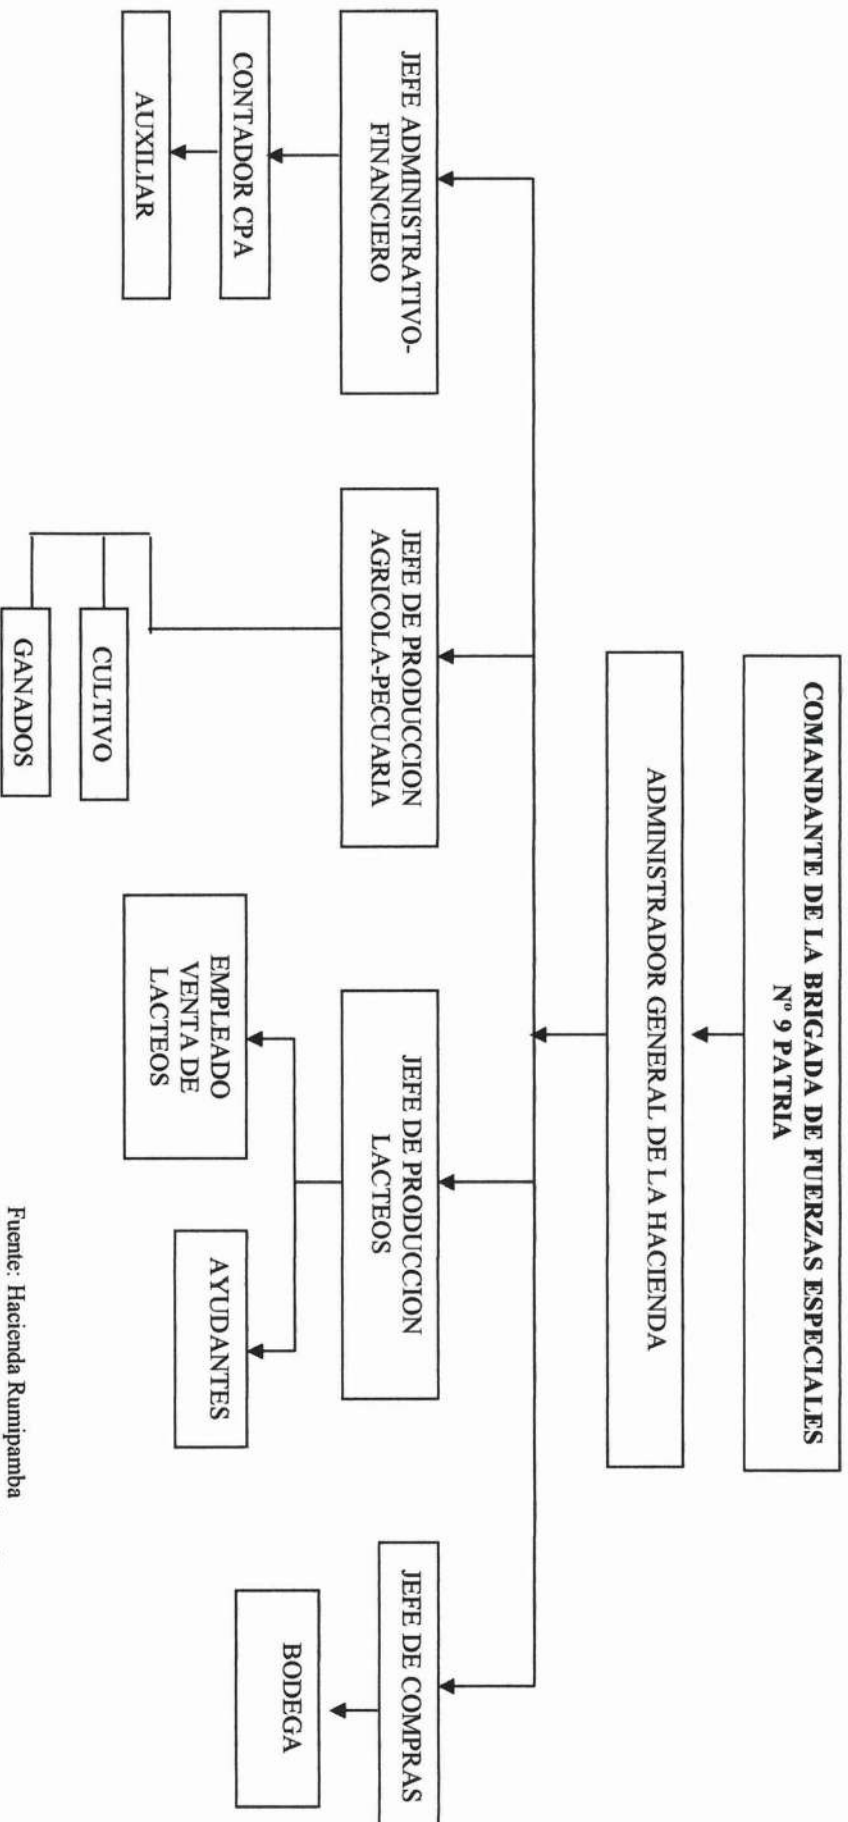 COMANDANTE DE LA BRIGADA DE FUERZAS ESPECIALES
Nº 9 PATRIA
ADMINISTRADOR GENERAL DE LA HACIENDA
JEFE ADMINISTRATIVO-
FINANCIERO
CONTADOR CPA
AUXILIAR
JEFE DE PRODUCCION
AGRICOLA-PECUARIA
CULTIVO
GANADOS
JEFE DE PRODUCCION
LACTEOS
EMPLEADO
VENTA DE
LACTEOS
AYUDANTES
JEFE DE COMPRAS
BODEGA
Fuente: Hacienda Rumipamba